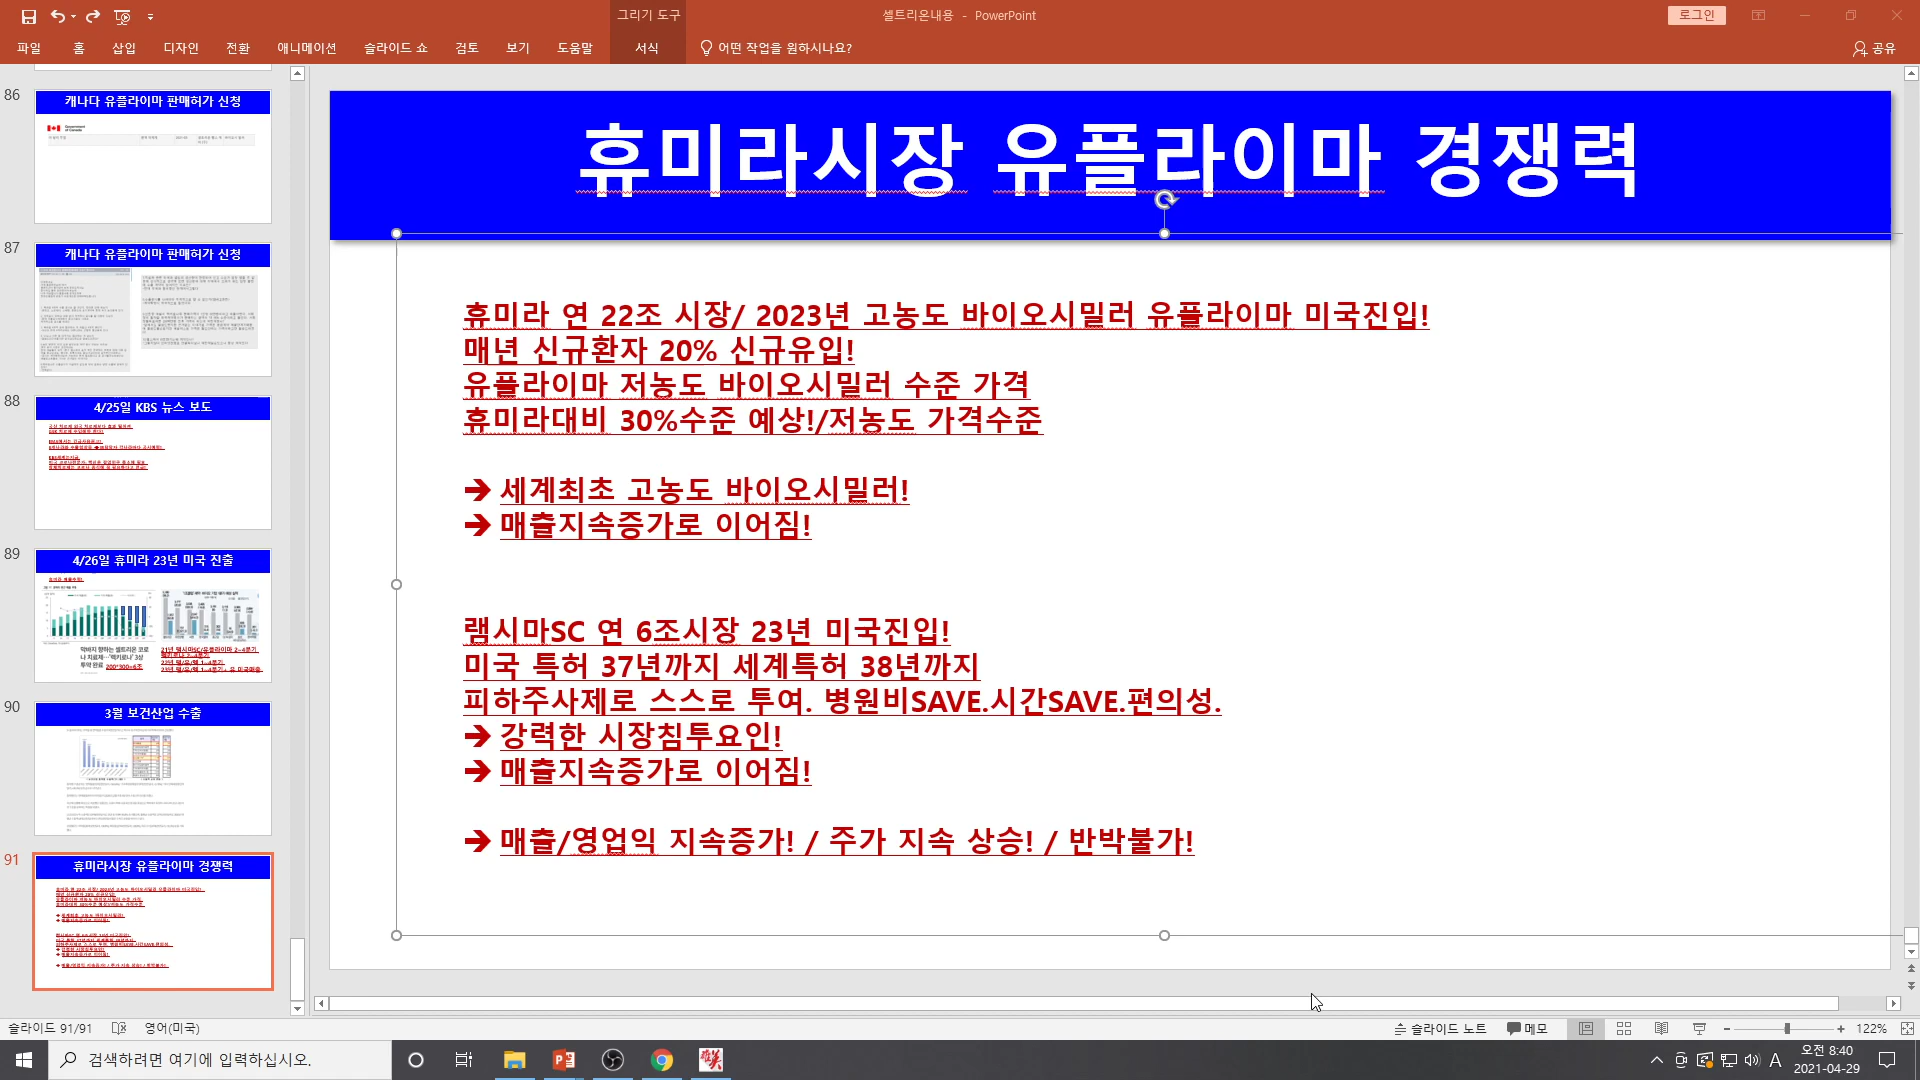 셀트리온내용 - PowerPoint
그리기 도구
로그인
파일
홈
삽입
디자인
전환
애니메이션
슬라이드 쇼
검토
보기
도움말
서식
어떤 작업을 원하시나요?
공유
86
캐나다 유플라이마 판매허가 신청
87
캐나다 유플라이마 판매허가 신청
88
4/25일 KBS 뉴스 보도
89
4/26일 휴미라 23년 미국 진출
200*300=6조
90
3월 보건산업 수출
91
휴미라시장 유플라이마 경쟁력
휴미라시장 유플라이마 경쟁력
휴미라 연 22조 시장/ 2023년 고농도 바이오시밀러 유플라이마 미국진입!
매년 신규환자 20% 신규유입!
유플라이마 저농도 바이오시밀러 수준 가격
휴미라대비 30%수준 예상!/저농도 가격수준
➔ 세계최초 고농도 바이오시밀러!
➔ 매출지속증가로 이어짐!
램시마SC 연 6조시장 23년 미국진입!
미국 특허 37년까지 세계특허 38년까지
피하주사제로 스스로 투여. 병원비SAVE.시간SAVE.편의성.
➔ 강력한 시장침투요인!
➔ 매출지속증가로 이어짐!
➔ 매출/영업익 지속증가! / 주가 지속 상승! / 반박불가!
슬라이드 91/91
영어(미국)
슬라이드 노트
메모
122%
검색하려면 여기에 입력하십시오.
A
오전 8:40
2021-04-29